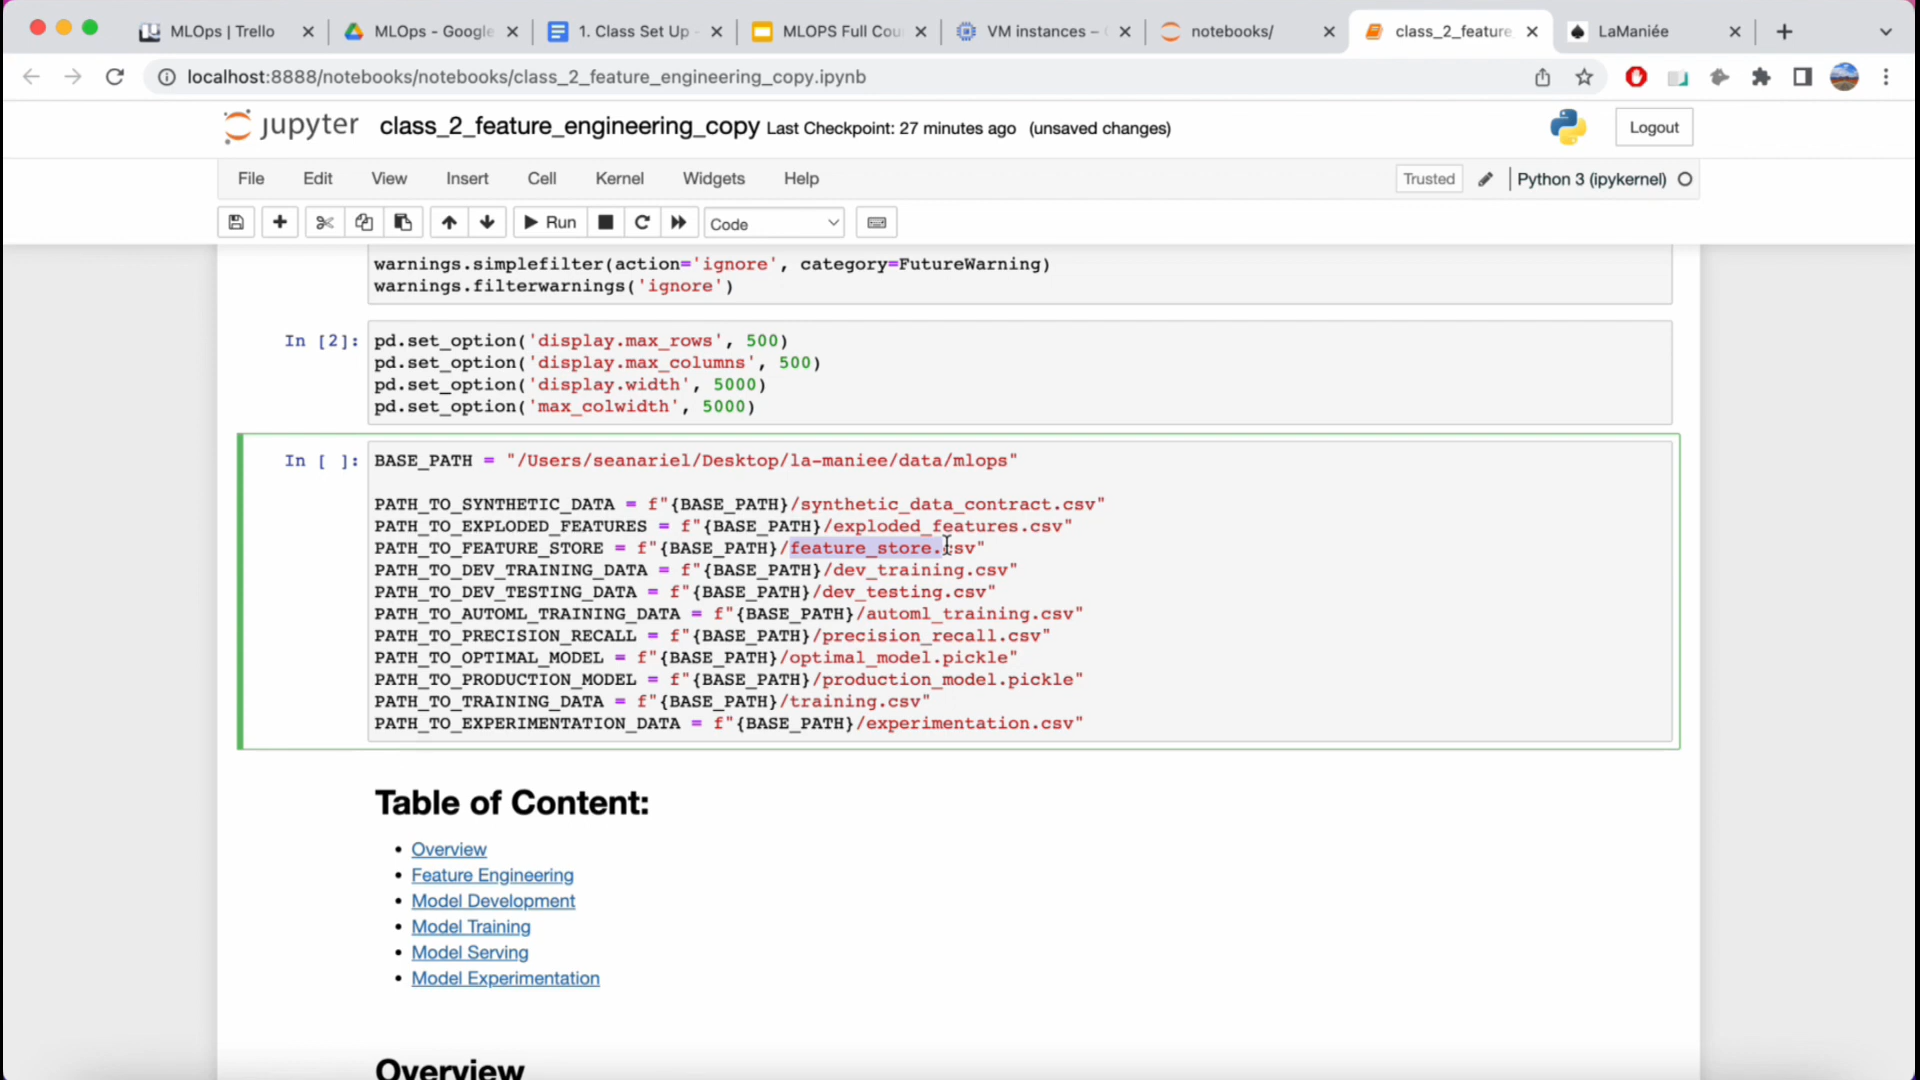 MLOps | Trello
MLOps - Google
1. Class Set Up -
MLOPS Full Cou
VM instances –
notebooks/
class_2_feature
LaManiée
localhost:8888/notebooks/notebooks/class_2_feature_engineering_copy.ipynb
jupyter class_2_feature_engineering_copy Last Checkpoint: 27 minutes ago (unsaved changes)
Logout
File Edit View Insert Cell Kernel Widgets Help
Trusted
Python 3 (ipykernel)
Run
Code
warnings.simplefilter(action='ignore', category=FutureWarning)
warnings.filterwarnings('ignore')
In [2]: pd.set_option('display.max_rows', 500)
pd.set_option('display.max_columns', 500)
pd.set_option('display.width', 5000)
pd.set_option('max_colwidth', 5000)
In [ ]: BASE_PATH = "/Users/seanariel/Desktop/la-maniee/data/mlops"
PATH_TO_SYNTHETIC_DATA = f"{BASE_PATH}/synthetic_data_contract.csv"
PATH_TO_EXPLODED_FEATURES = f"{BASE_PATH}/exploded_features.csv"
PATH_TO_FEATURE_STORE = f"{BASE_PATH}/feature_store.csv"
PATH_TO_DEV_TRAINING_DATA = f"{BASE_PATH}/dev_training.csv"
PATH_TO_DEV_TESTING_DATA = f"{BASE_PATH}/dev_testing.csv"
PATH_TO_AUTOML_TRAINING_DATA = f"{BASE_PATH}/automl_training.csv"
PATH_TO_PRECISION_RECALL = f"{BASE_PATH}/precision_recall.csv"
PATH_TO_OPTIMAL_MODEL = f"{BASE_PATH}/optimal_model.pickle"
PATH_TO_PRODUCTION_MODEL = f"{BASE_PATH}/production_model.pickle"
PATH_TO_TRAINING_DATA = f"{BASE_PATH}/training.csv"
PATH_TO_EXPERIMENTATION_DATA = f"{BASE_PATH}/experimentation.csv"
Table of Content:
• Overview
• Feature Engineering
• Model Development
• Model Training
• Model Serving
• Model Experimentation
Overview